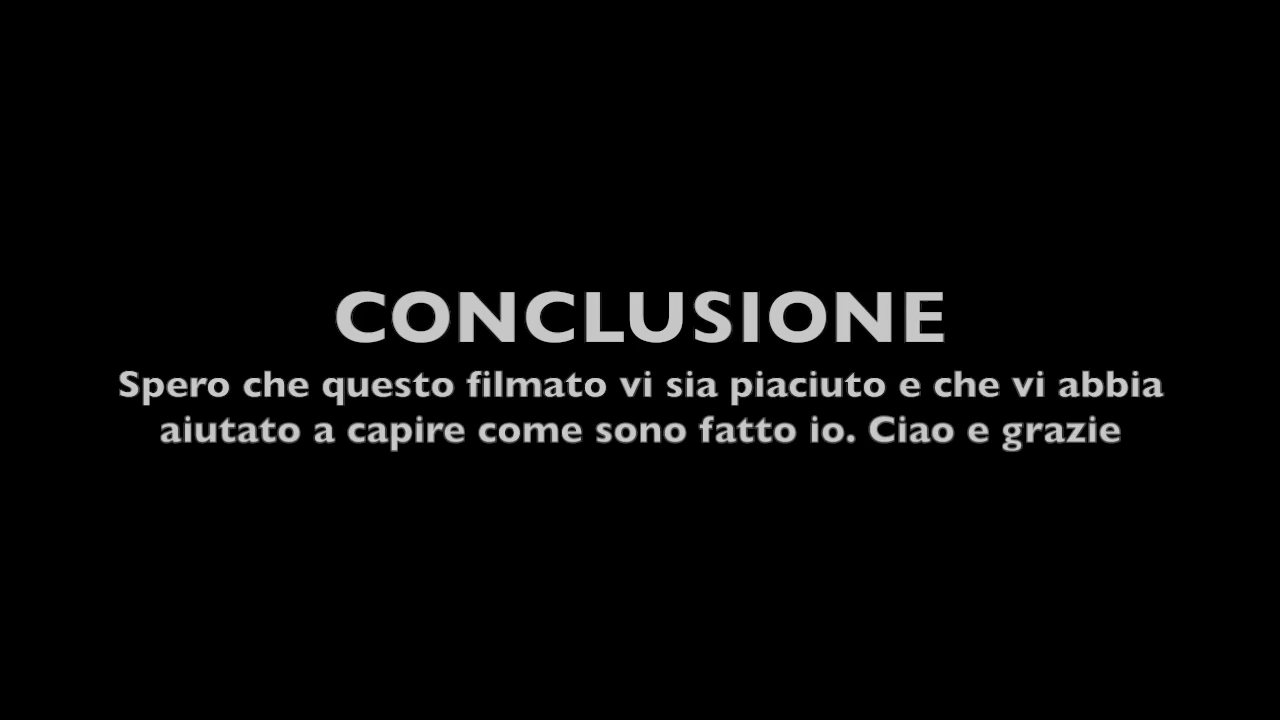 CONCLUSIONE
Spero che questo filmato vi sia piaciuto e che vi abbia
aiutato a capire come sono fatto io. Ciao e grazie